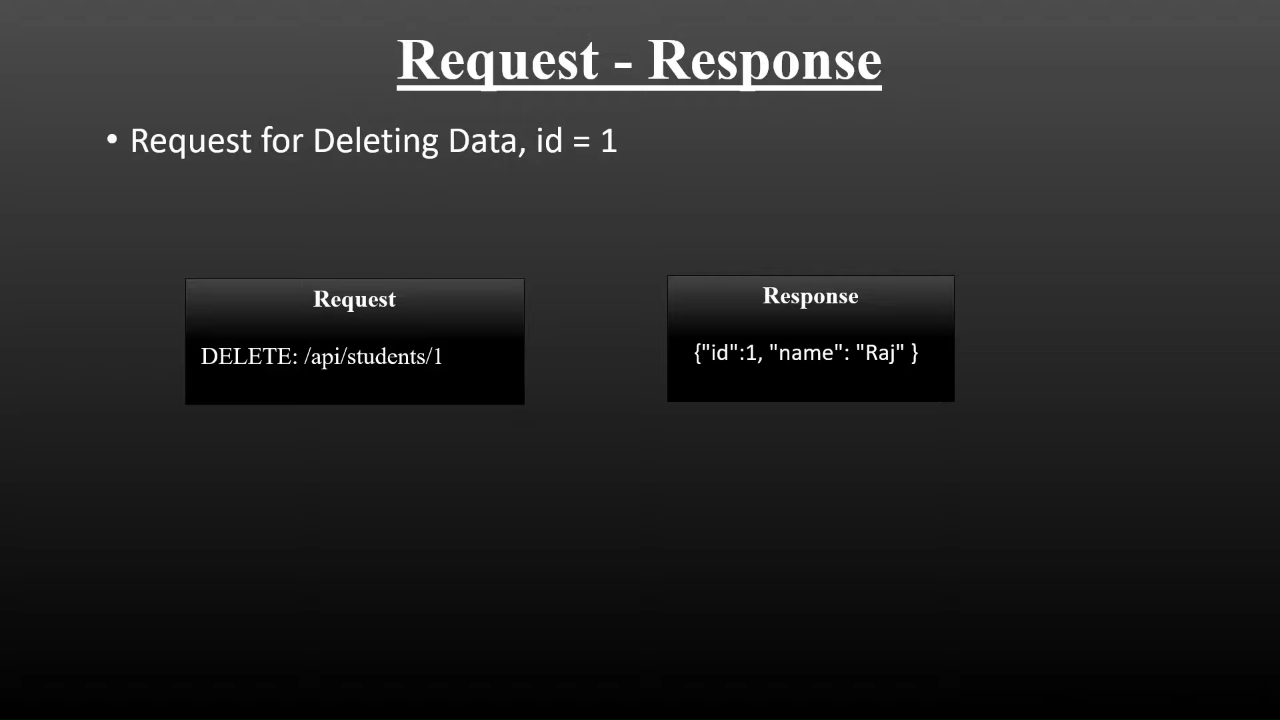 Request - Response
• Request for Deleting Data, id = 1
Request
DELETE: /api/students/1
Response
{"id":1, "name": "Raj" }